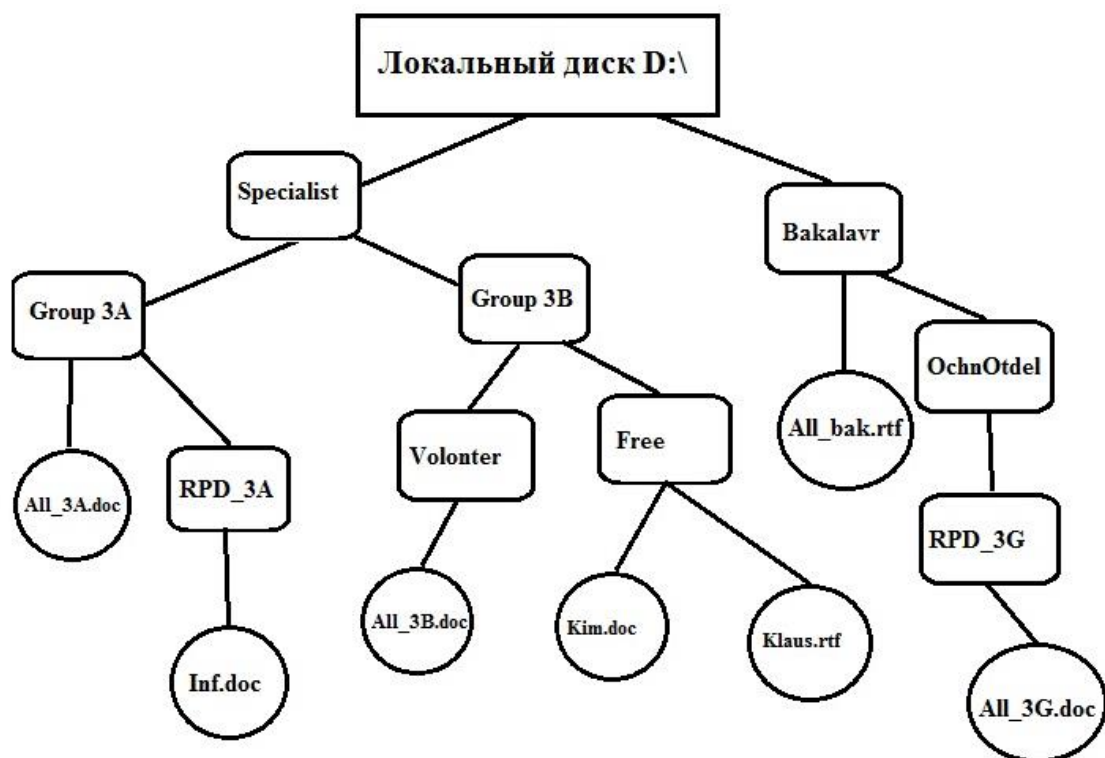 Локальный диск D:\
Specialist
Bakalavr
Group 3A
Group 3B
OchnOtdel
All_bak.rtf
Volonter
Free
RPD_3A
All_3A.doc
RPD_3G
All_3B.doc
Kim.doc
Klaus.rtf
Inf.doc
All_3G.doc